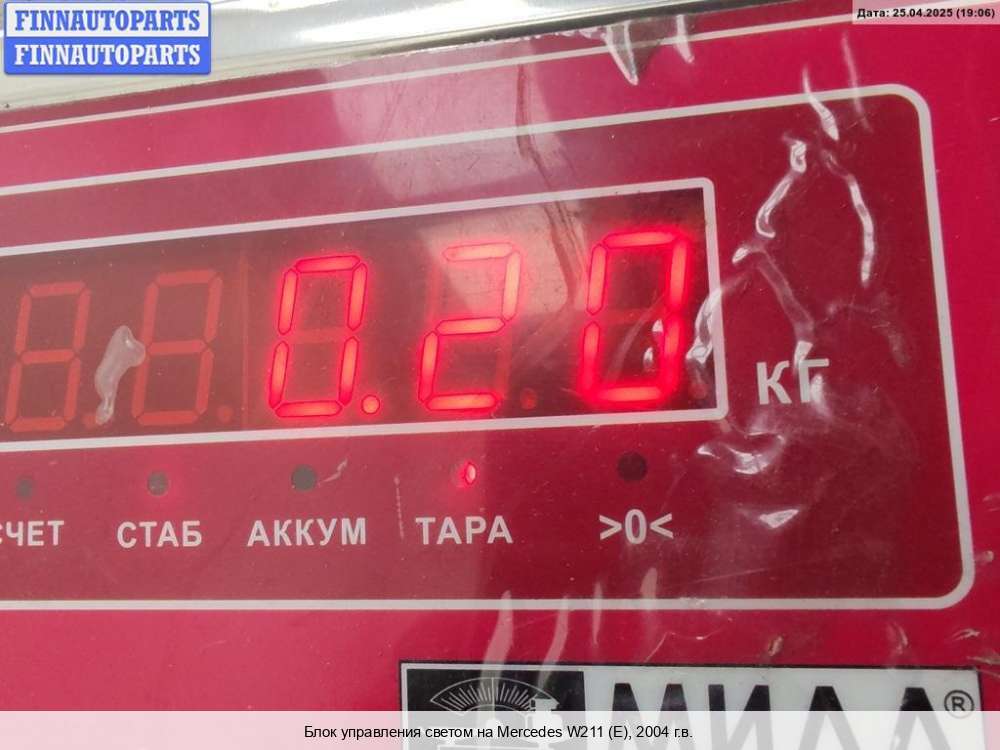 FINNAUTOPARTS
FINNAUTOPARTS
Дата: 25.04.2025 (19:06)
0.20
КГ
СЧЕТ СТАБ АККУМ ТАРА >0<
®
Блок управления светом на Mercedes W211 (E), 2004 г.в.